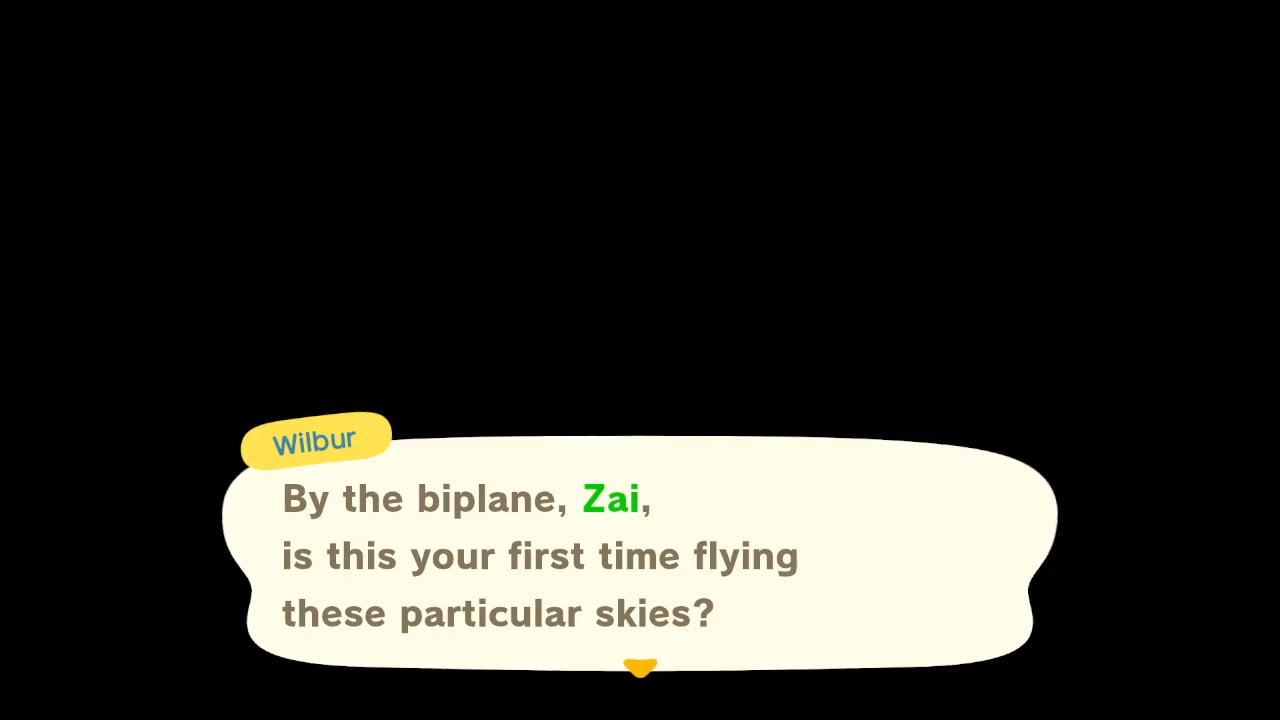 Wilbur
By the biplane, Zai,
is this your first time flying
these particular skies?